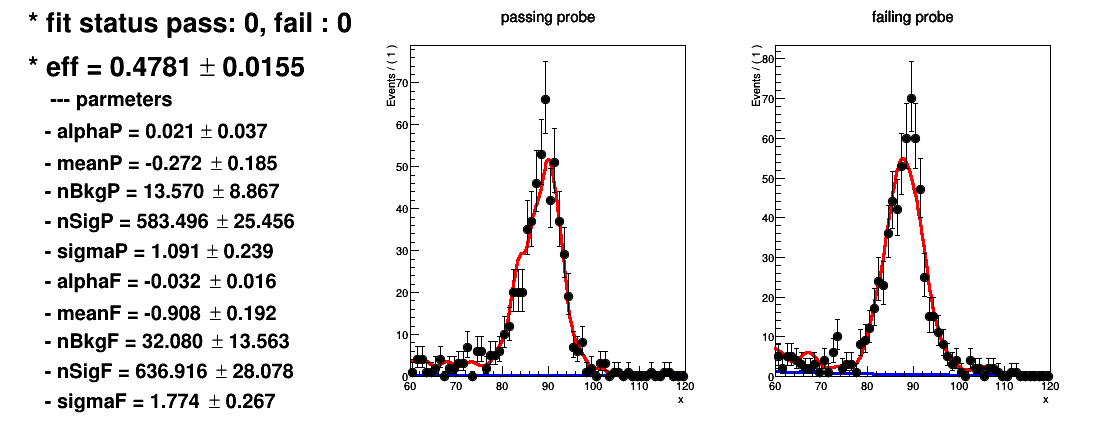 * fit status pass: 0, fail : 0
* eff = 0.4781 ± 0.0155
--- parmeters
- alphaP = 0.021 ± 0.037
- meanP = -0.272 ± 0.185
- nBkgP = 13.570 ± 8.867
- nSigP = 583.496 ± 25.456
- sigmaP = 1.091 ± 0.239
- alphaF = -0.032 ± 0.016
- meanF = -0.908 ± 0.192
- nBkgF = 32.080 ± 13.563
- nSigF = 636.916 ± 28.078
- sigmaF = 1.774 ± 0.267
passing probe
Events / ( 1 )
70
60
50
40
30
20
10
0
60 70 80 90 100 110 120
x
failing probe
Events / ( 1 )
80
70
60
50
40
30
20
10
0
60 70 80 90 100 110 120
x